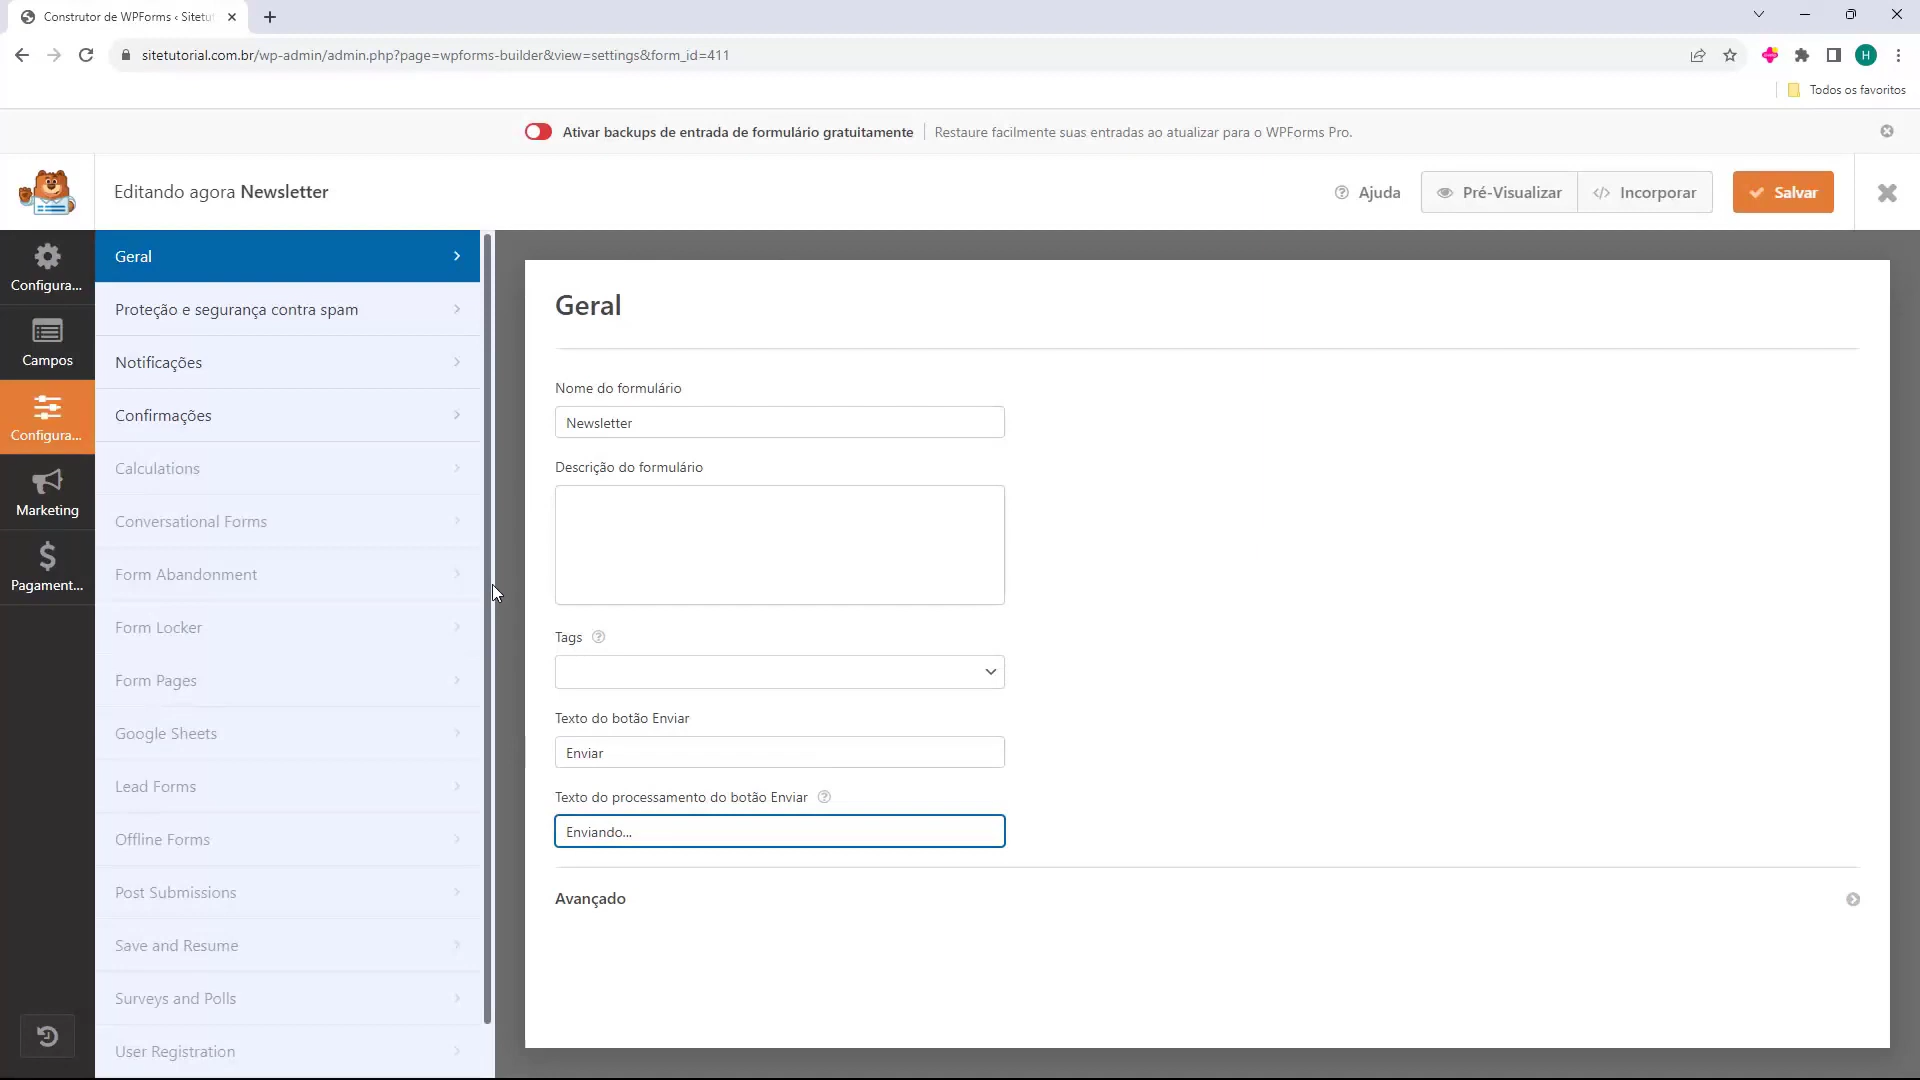 Construtor de WPForms ‹ Sitetut
sitetutorial.com.br/wp-admin/admin.php?page=wpforms-builder&view=settings&form_id=411
H
Todos os favoritos
Ativar backups de entrada de formulário gratuitamente
Restaure facilmente suas entradas ao atualizar para o WPForms Pro.
Editando agora Newsletter
Ajuda
Pré-Visualizar
Incorporar
Salvar
Configura...
Campos
Configura...
Marketing
Pagament...
Geral
Proteção e segurança contra spam
Notificações
Confirmações
Calculations
Conversational Forms
Form Abandonment
Form Locker
Form Pages
Google Sheets
Lead Forms
Offline Forms
Post Submissions
Save and Resume
Surveys and Polls
User Registration
Geral
Nome do formulário
Newsletter
Descrição do formulário
Tags
Texto do botão Enviar
Enviar
Texto do processamento do botão Enviar
Enviando...
Avançado